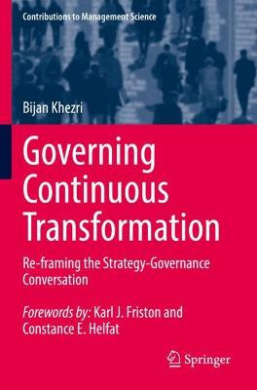 Contributions to Management Science
Bijan Khezri
Governing
Continuous
Transformation
Re-framing the Strategy-Governance
Conversation
Forewords by: Karl J. Friston and
Constance E. Helfat
Springer